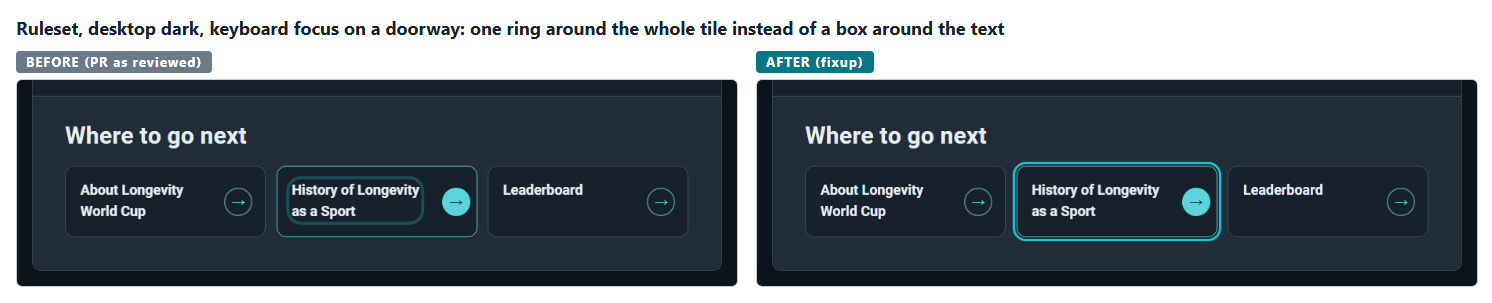 Ruleset, desktop dark, keyboard focus on a doorway: one ring around the whole tile instead of a box around the text
BEFORE (PR as reviewed)
Where to go next
About Longevity
World Cup
→
History of Longevity
as a Sport
→
Leaderboard
→
AFTER (fixup)
Where to go next
About Longevity
World Cup
→
History of Longevity
as a Sport
→
Leaderboard
→